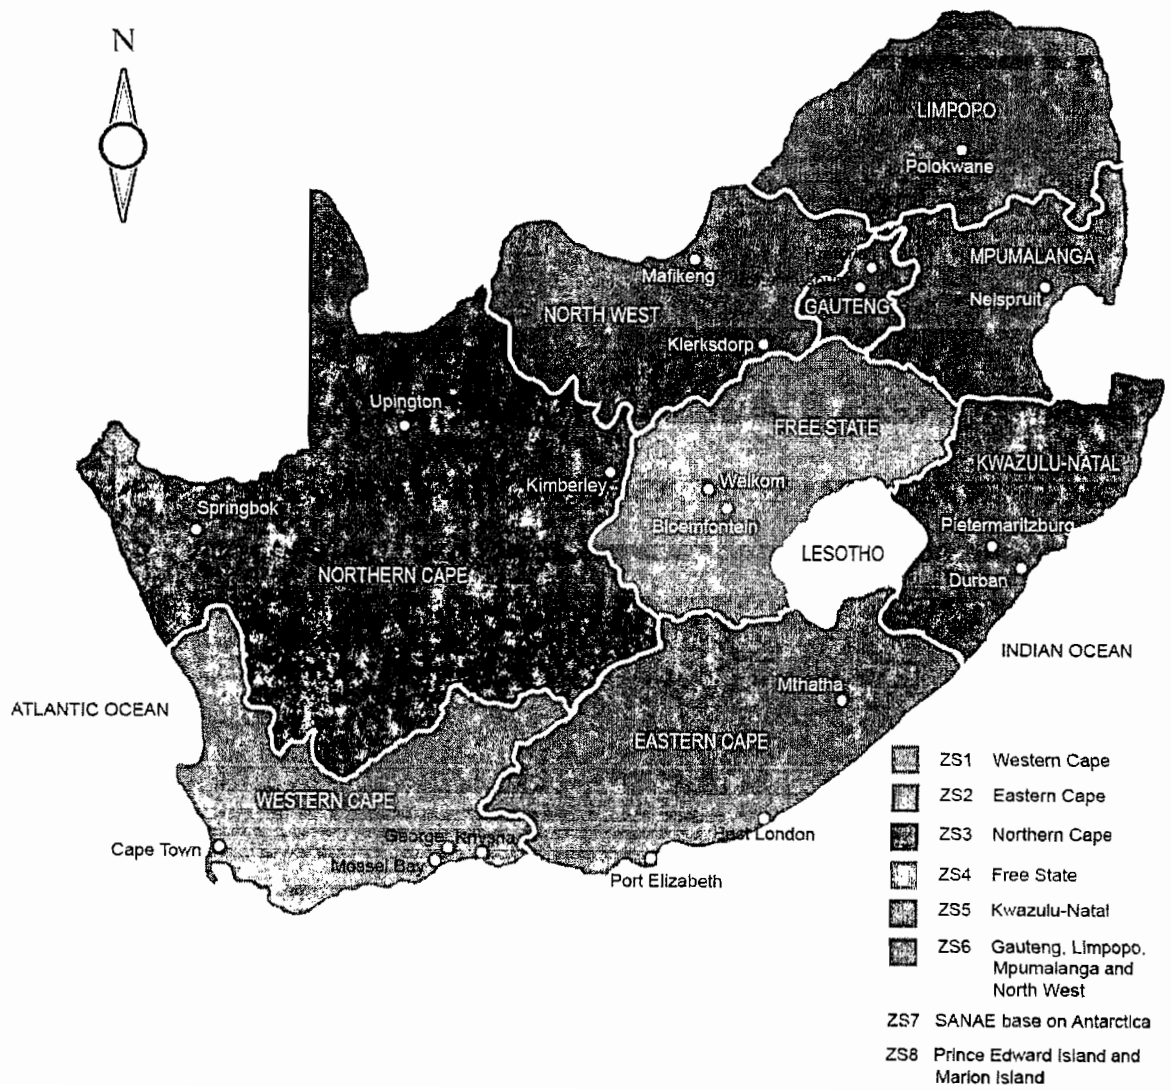 N
LIMPOPO
Polokwane
MPUMALANGA
Mafikeng
Nelspruit
GAUTENG
NORTH WEST
Klerksdorp
Upington
FREE STATE
KWAZULU-NATAL
Kimberley
Welkom
Springbok
Bloemfontein
Pietermaritzburg
LESOTHO
NORTHERN CAPE
Durban
INDIAN OCEAN
Mthatha
ATLANTIC OCEAN
EASTERN CAPE
WESTERN CAPE
East London
George
Knysna
Cape Town
Mossel Bay
Port Elizabeth
ZS1 Western Cape
ZS2 Eastern Cape
ZS3 Northern Cape
ZS4 Free State
ZS5 Kwazulu-Natal
ZS6 Gauteng, Limpopo,
Mpumalanga and
North West
ZS7 SANAE base on Antarctica
ZS8 Prince Edward Island and
Marion Island